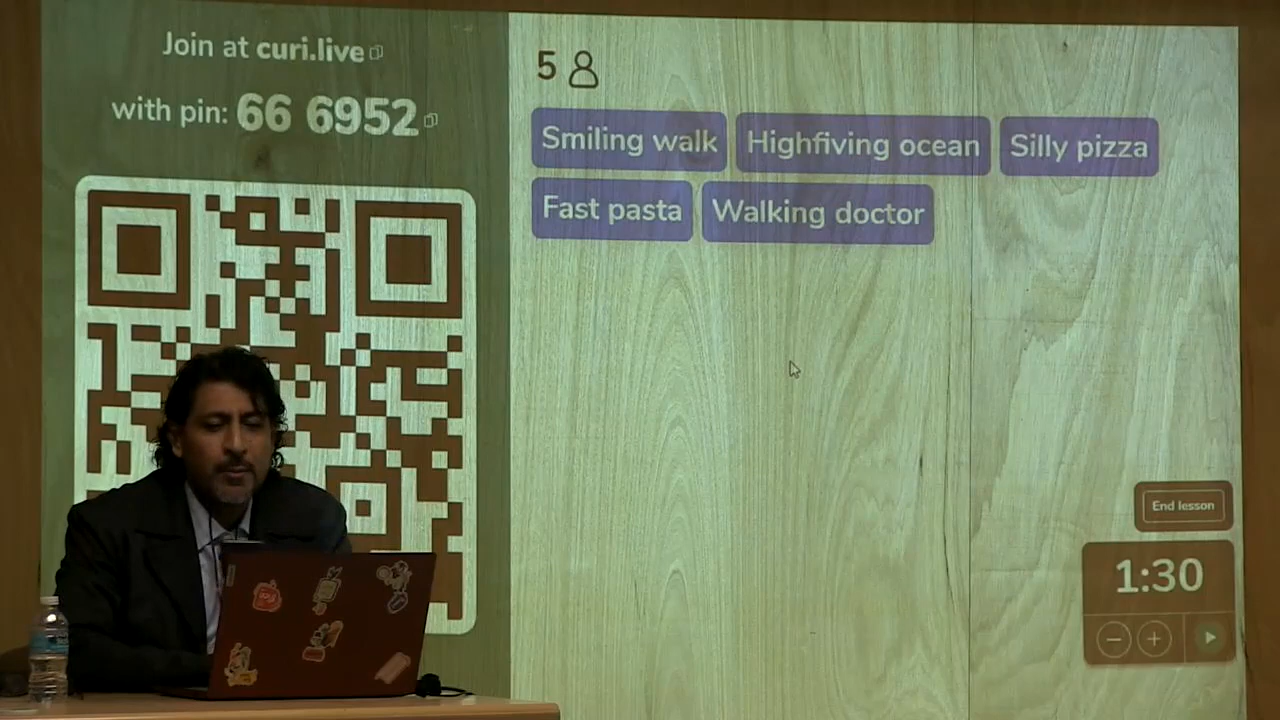 Join at curi.live
with pin: 66 6952
5
Smiling walk
Highfiving ocean
Silly pizza
Fast pasta
Walking doctor
End lesson
1:30